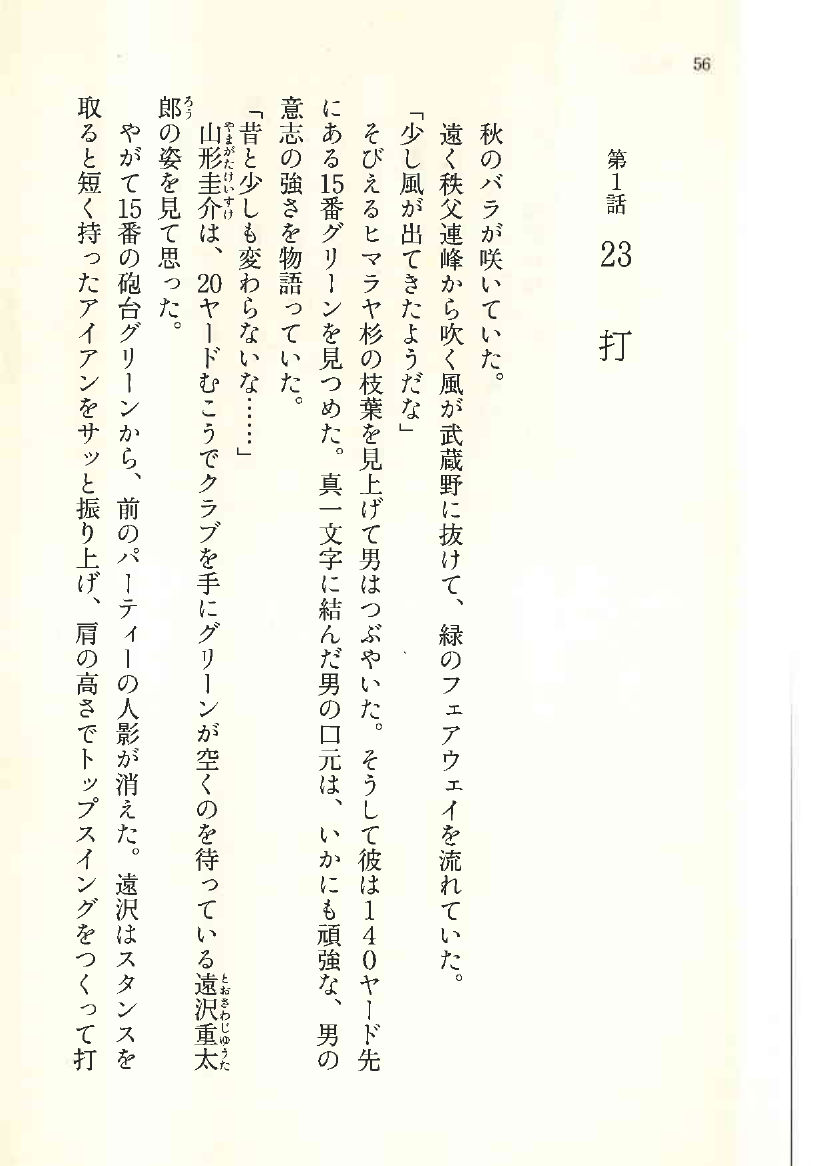 56
第1話 23打
秋のバラが咲いていた。
遠く秩父連峰から吹く風が武蔵野に抜けて、緑のフェアウェイを流れていた。
「少し風が出てきたようだな」
そびえるヒマラヤ杉の枝葉を見上げて男はつぶやいた。そうして彼は140ヤード先
にある15番グリーンを見つめた。真一文字に結んだ男の口元は、いかにも頑強な、男の
意志の強さを物語っていた。
「昔と少しも変わらないな……」
山形圭介は、20ヤードむこうでクラブを手にグリーンが空くのを待っている遠沢重太
やまがたけいすけ
とおさわじゅうた
郎の姿を見て思った。
ろう
やがて15番の砲台グリーンから、前のパーティーの人影が消えた。遠沢はスタンスを
取ると短く持ったアイアンをサッと振り上げ、肩の高さでトップスイングをつくって打